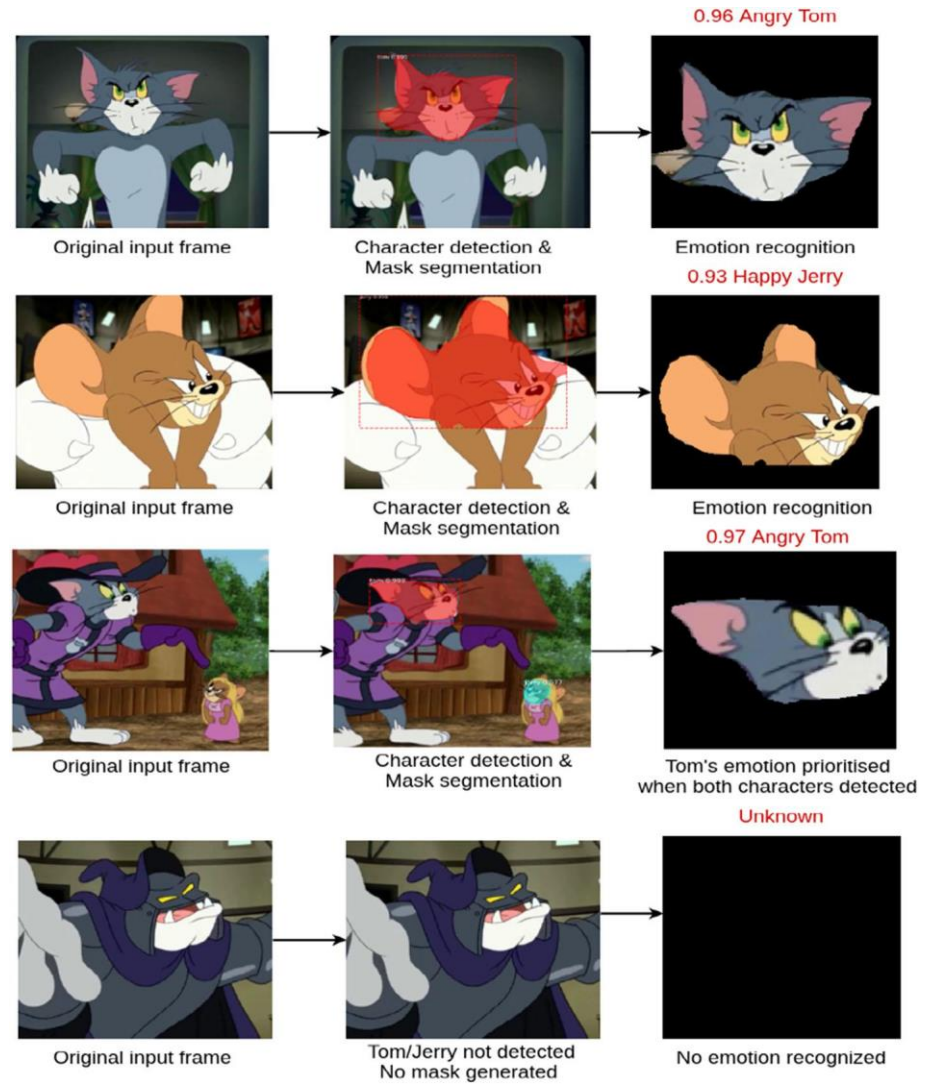 0.96 Angry Tom
Original input frame
Character detection &
Mask segmentation
Emotion recognition
0.93 Happy Jerry
Original input frame
Character detection &
Mask segmentation
Emotion recognition
0.97 Angry Tom
Original input frame
Character detection &
Mask segmentation
Tom's emotion prioritised
when both characters detected
Unknown
Original input frame
Tom/Jerry not detected
No mask generated
No emotion recognized